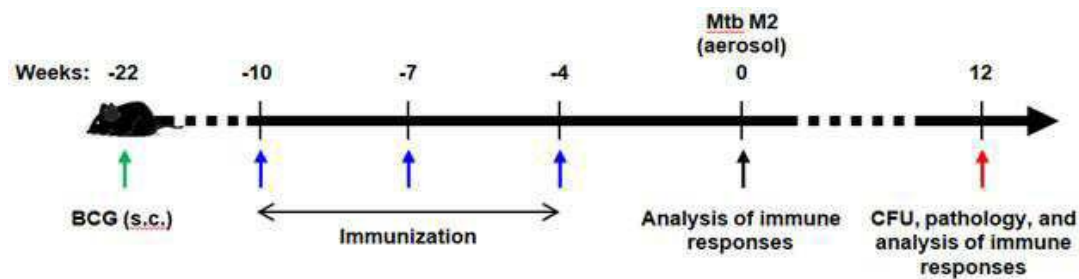 Mtb M2
(aerosol)
Weeks: -22 -10 -7 -4 0 12
BCG (s.c.)
Immunization
Analysis of immune
responses
CFU, pathology, and
analysis of immune
responses